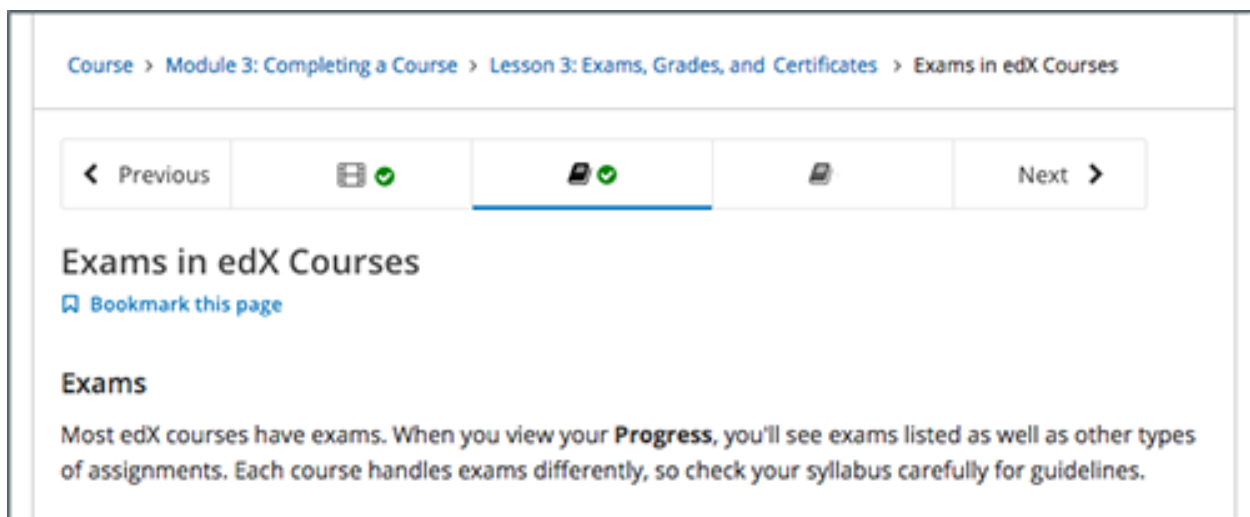 Course > Module 3: Completing a Course > Lesson 3: Exams, Grades, and Certificates > Exams in edX Courses
Previous Next
Exams in edX Courses
Bookmark this page
Exams
Most edX courses have exams. When you view your Progress, you'll see exams listed as well as other types
of assignments. Each course handles exams differently, so check your syllabus carefully for guidelines.